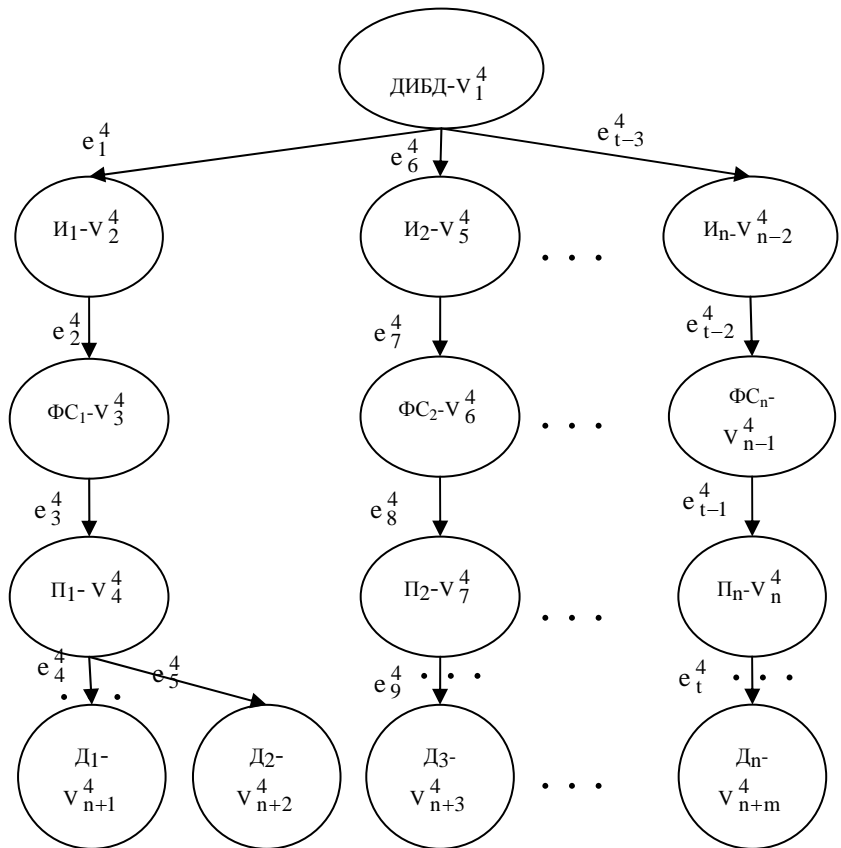 ДИБД-V₁⁴
e₁⁴
e₆⁴
e₍ₜ₋₃₎⁴
И₁-V₂⁴
И₂-V₅⁴
. . .
Иₙ-V₍ₙ₋₂₎⁴
e₂⁴
e₇⁴
e₍ₜ₋₂₎⁴
ФС₁-V₃⁴
ФС₂-V₆⁴
. . .
ФСₙ-
V₍ₙ₋₁₎⁴
e₃⁴
e₈⁴
e₍ₜ₋₁₎⁴
П₁- V₄⁴
П₂-V₇⁴
. . .
Пₙ-Vₙ⁴
e₄⁴
e₅⁴
e₉⁴
. . .
eₜ⁴
. . .
. .
Д₁-
V₍ₙ₊₁₎⁴
Д₂-
V₍ₙ₊₂₎⁴
Д₃-
V₍ₙ₊₃₎⁴
. . .
Дₙ-
V₍ₙ₊ₘ₎⁴